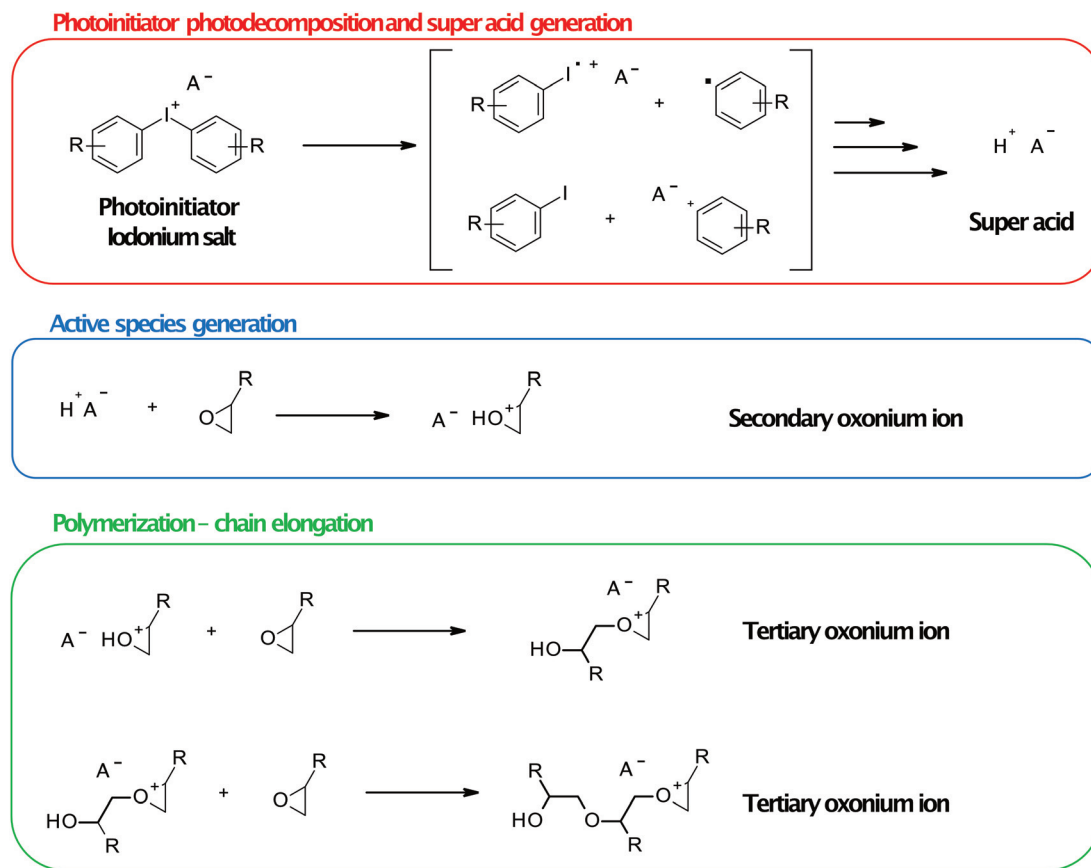 Photoinitiator photodecomposition and super acid generation
A⁻
I⁺
R
R
Photoinitiator
Iodonium salt
I
• +
A⁻
R
+
•
R
I
R
+
A⁻
+
R
H⁺ A⁻
Super acid
Active species generation
H⁺A⁻
+
R
O
A⁻
HO⁺
R
Secondary oxonium ion
Polymerization – chain elongation
A⁻
HO⁺
R
+
R
O
A⁻
R
O⁺
HO
R
Tertiary oxonium ion
A⁻
R
O⁺
HO
R
+
R
O
R
A⁻
R
O⁺
HO
O
R
Tertiary oxonium ion